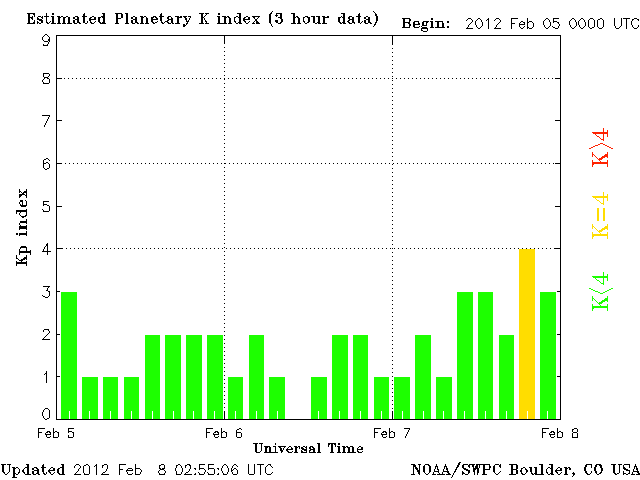 Estimated Planetary K index (3 hour data) Begin: 2012 Feb 05 0000 UTC
9
8
7
6
5
4
3
2
1
0
Kp index
K>4
K=4
K<4
Feb 5 Feb 6 Feb 7 Feb 8
Universal Time
Updated 2012 Feb 8 02:55:06 UTC NOAA/SWPC Boulder, CO USA